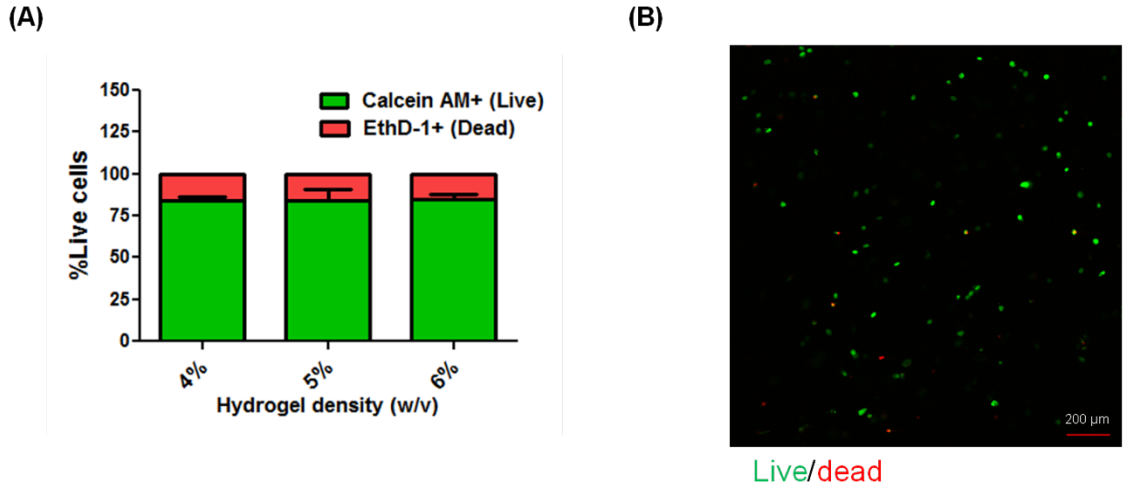 (A)
(B)
150
125
100
75
50
25
0
%Live cells
Calcein AM+ (Live)
EthD-1+ (Dead)
4%
5%
6%
Hydrogel density (w/v)
200 µm
Live/dead